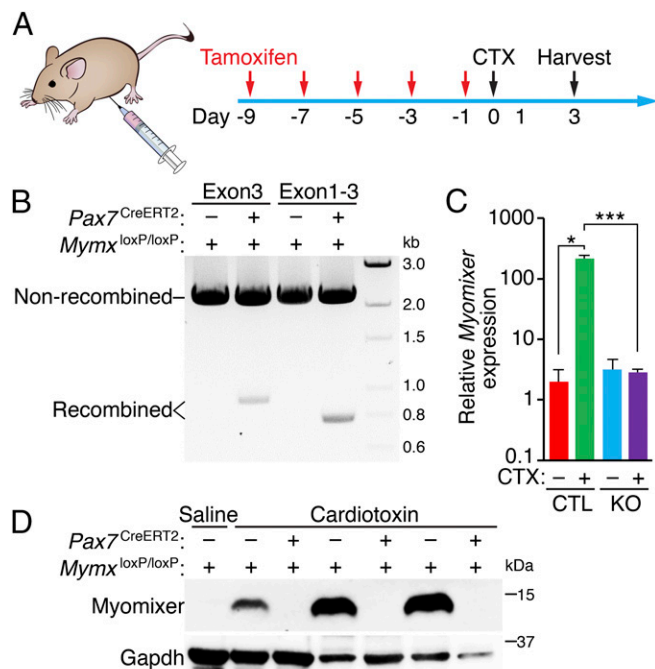 A
Tamoxifen CTX Harvest
Day -9 -7 -5 -3 -1 0 1 3
B
Exon3 Exon1-3
Pax7CreERT2: – + – +
MymxloxP/loxP: + + + + kb
Non-recombined 3.0
2.0
1.5
Recombined 1.0
0.8
0.6
C
Relative Myomixer expression
1000
100
10
1
0.1
* ***
CTX: – + – +
CTL KO
D
Saline Cardiotoxin
Pax7CreERT2: – – + – + – +
MymxloxP/loxP: + + + + + + + kDa
Myomixer –15
Gapdh –37